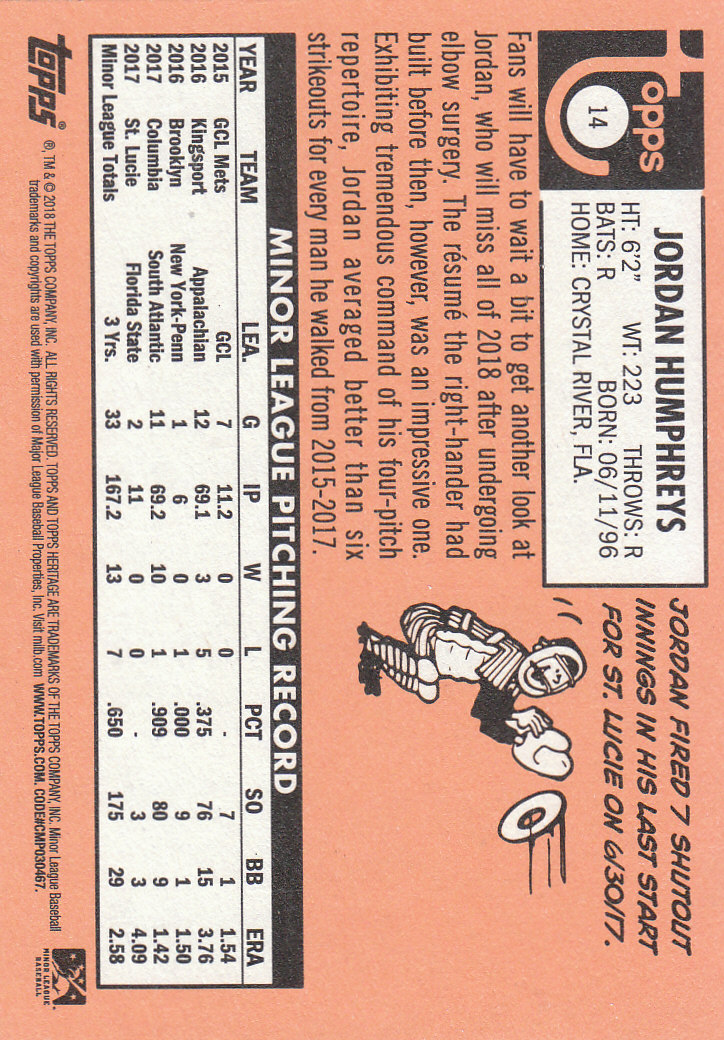 topps
14
JORDAN HUMPHREYS
HT: 6'2" WT: 223 THROWS: R
BATS: R BORN: 06/11/96
HOME: CRYSTAL RIVER, FLA.
JORDAN FIRED 7 SHUTOUT
INNINGS IN HIS LAST START
FOR ST. LUCIE ON 6/30/17.
Fans will have to wait a bit to get another look at
Jordan, who will miss all of 2018 after undergoing
elbow surgery. The résumé the right-hander had
built before then, however, was an impressive one.
Exhibiting tremendous command of his four-pitch
repertoire, Jordan averaged better than six
strikeouts for every man he walked from 2015-2017.
MINOR LEAGUE PITCHING RECORD
YEAR TEAM LEA. G IP W L PCT SO BB ERA
2015 GCL Mets GCL 7 11.2 0 0 - 7 1 1.54
2016 Kingsport Appalachian 12 69.1 3 5 .375 76 15 3.76
2016 Brooklyn New York-Penn 1 6 0 1 .000 9 1 1.50
2017 Columbia South Atlantic 11 69.2 10 1 .909 80 9 1.42
2017 St. Lucie Florida State 2 11 0 0 - 3 3 4.09
Minor League Totals 3 Yrs. 33 167.2 13 7 .650 175 29 2.58
topps®
®, TM & © 2018 THE TOPPS COMPANY, INC. ALL RIGHTS RESERVED. TOPPS AND TOPPS HERITAGE ARE TRADEMARKS OF THE TOPPS COMPANY, INC. Minor League Baseball
trademarks and copyrights are used with permission of Major League Baseball Properties, Inc. Visit milb.com WWW.TOPPS.COM. CODE#CMP030467.
MINOR LEAGUE
BASEBALL